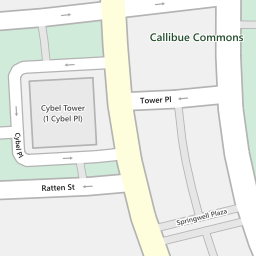 Callibue Commons
Tower Pl
Cybel Tower
(1 Cybel Pl)
Cybel Pl
Ratten St
Springwell Plaza